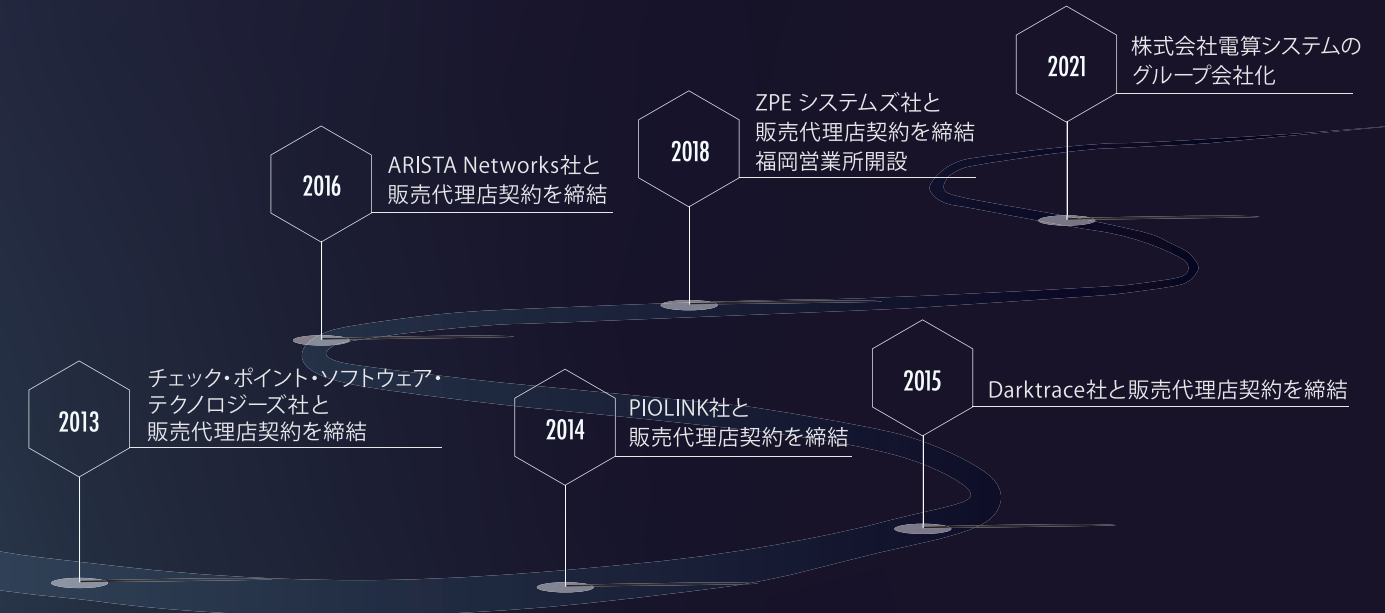 2013
チェック・ポイント・ソフトウェア・
テクノロジーズ社と
販売代理店契約を締結
2014
PIOLINK社と
販売代理店契約を締結
2015
Darktrace社と販売代理店契約を締結
2016
ARISTA Networks社と
販売代理店契約を締結
2018
ZPE システムズ社と
販売代理店契約を締結
福岡営業所開設
2021
株式会社電算システムの
グループ会社化